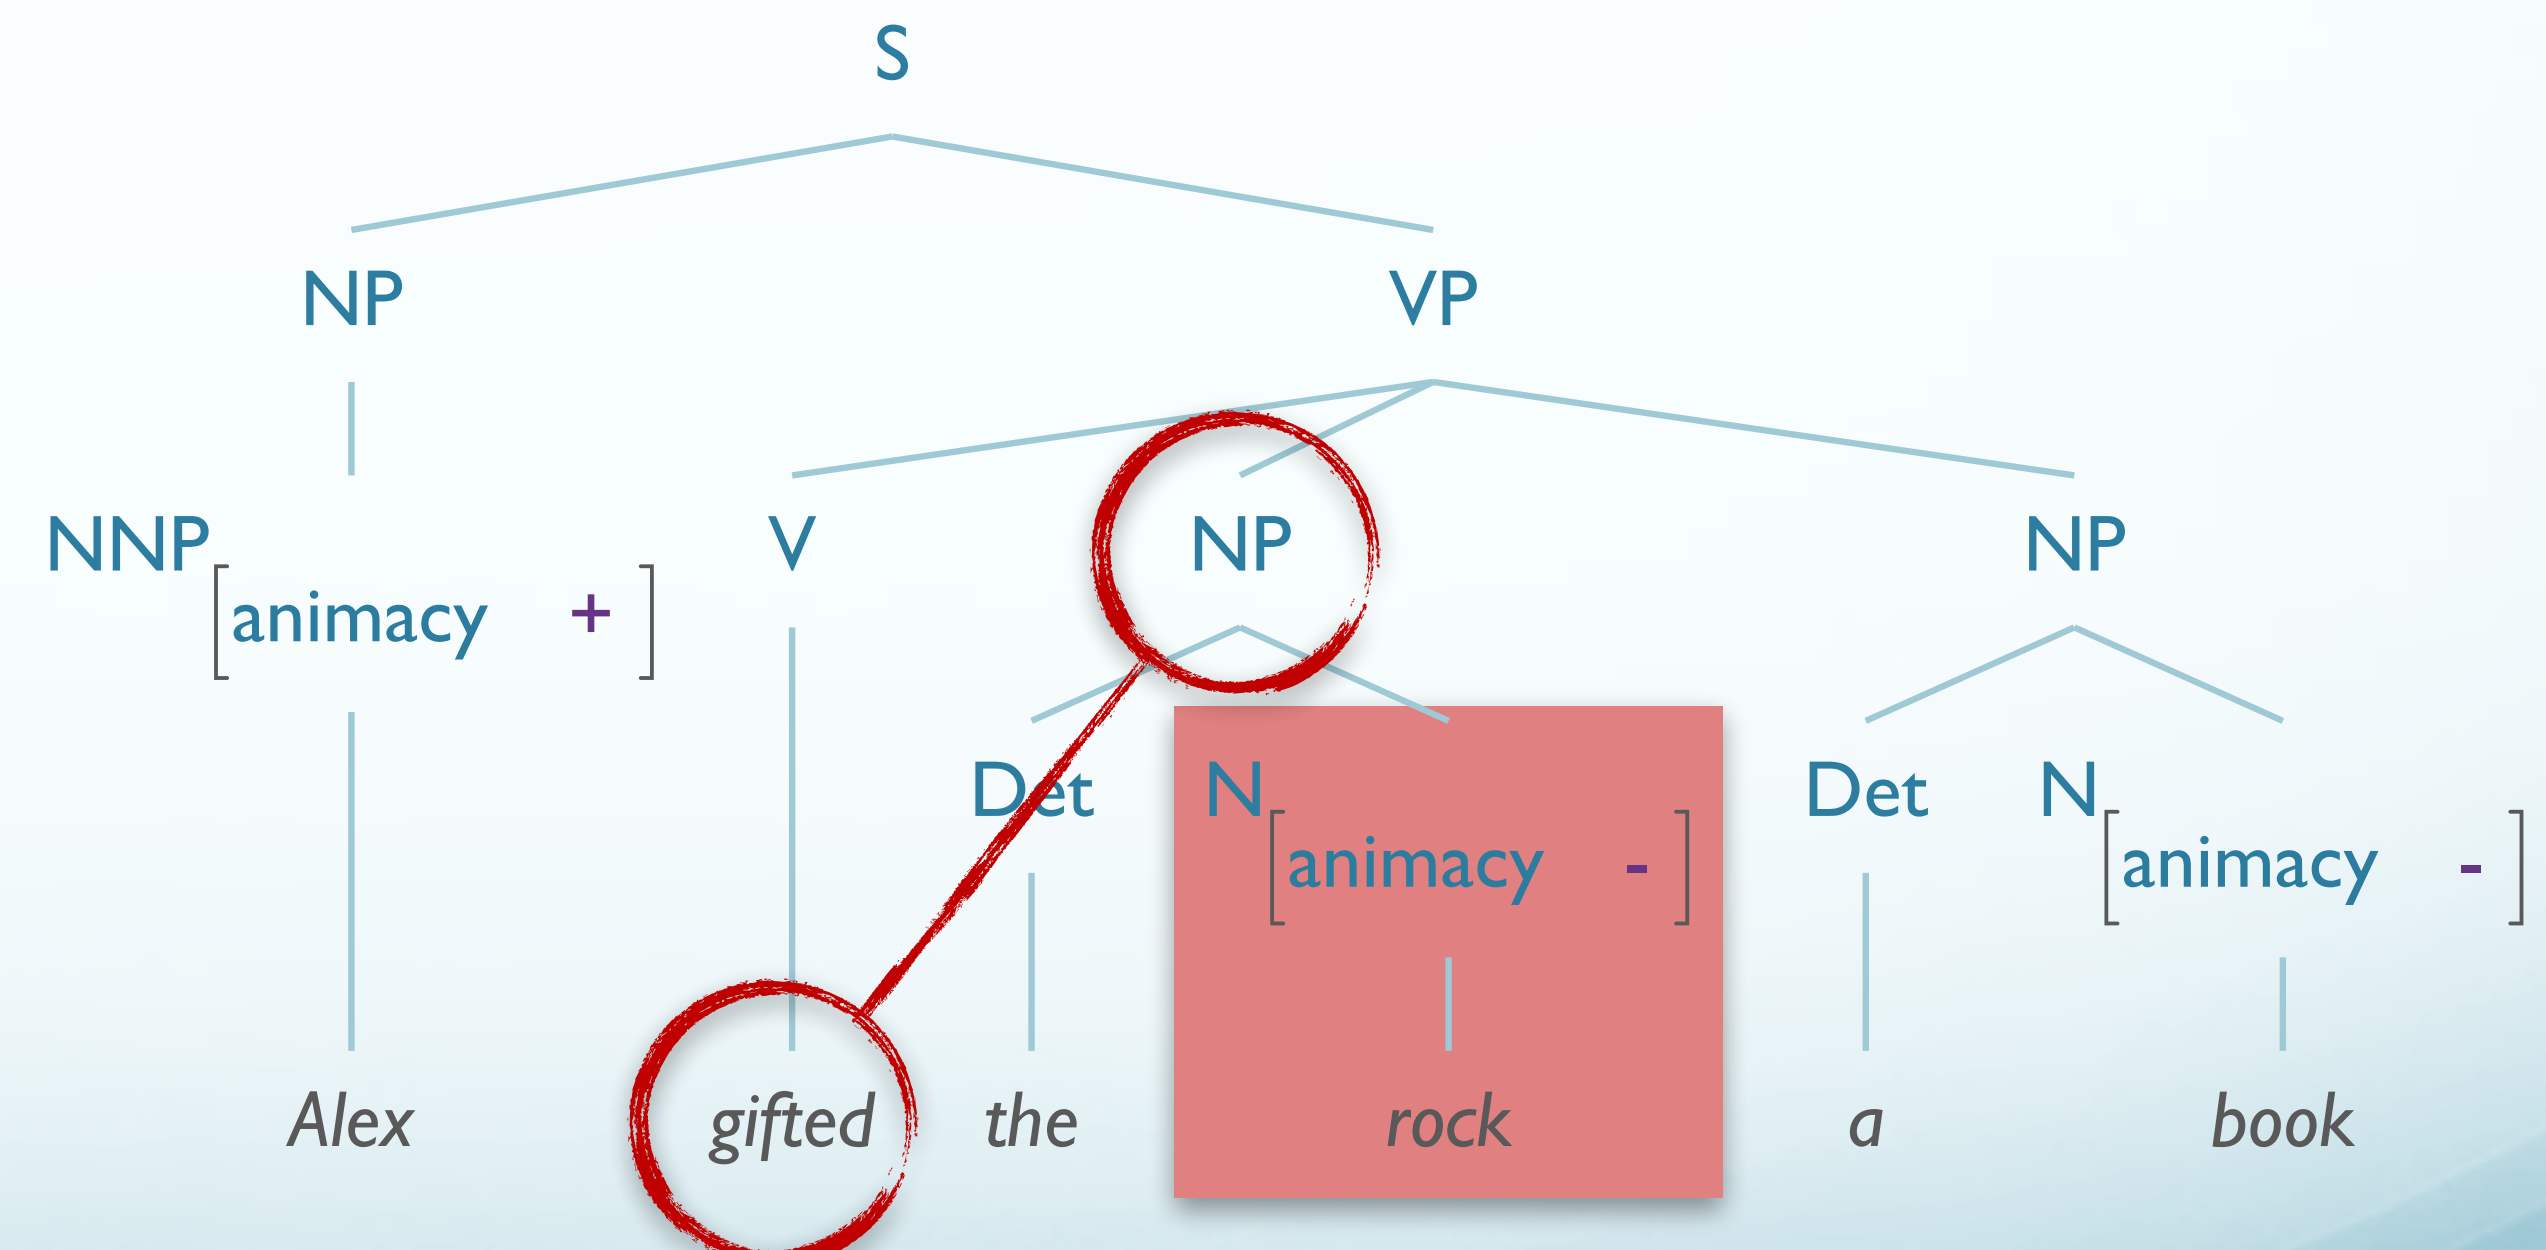 S
NP VP
NNP V NP NP
[animacy +]
Det N Det N
[animacy -] [animacy -]
Alex gifted the rock a book